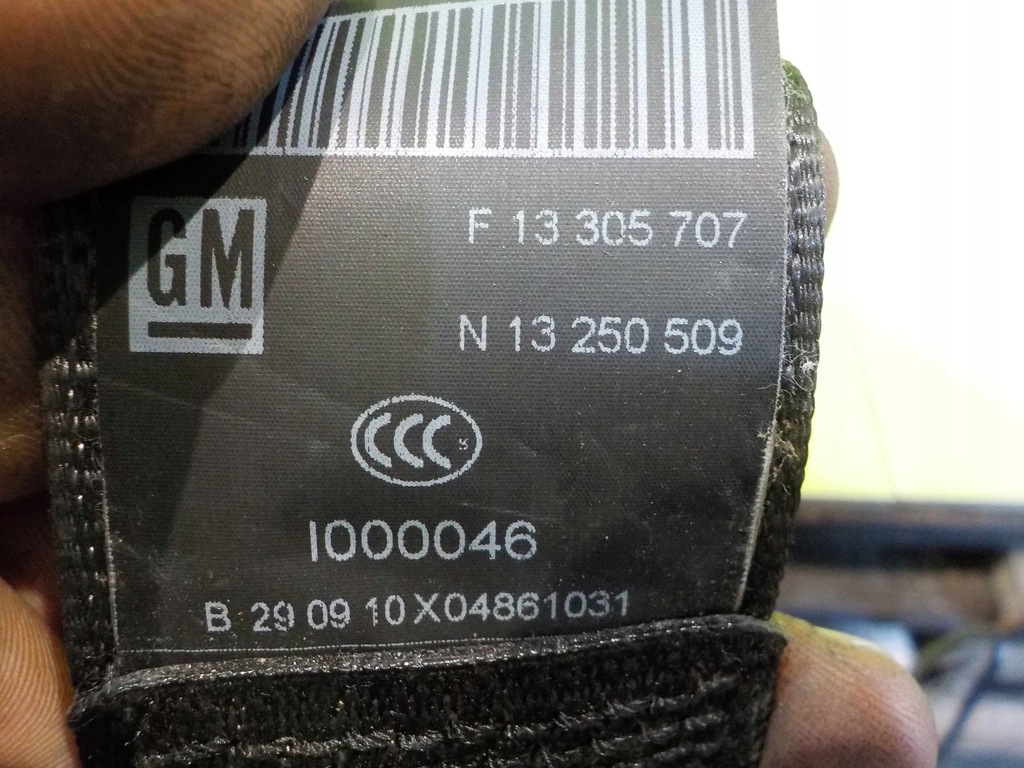 GM
F 13 305 707
N 13 250 509
CCC
I000046
B 29 09 10 X04861031